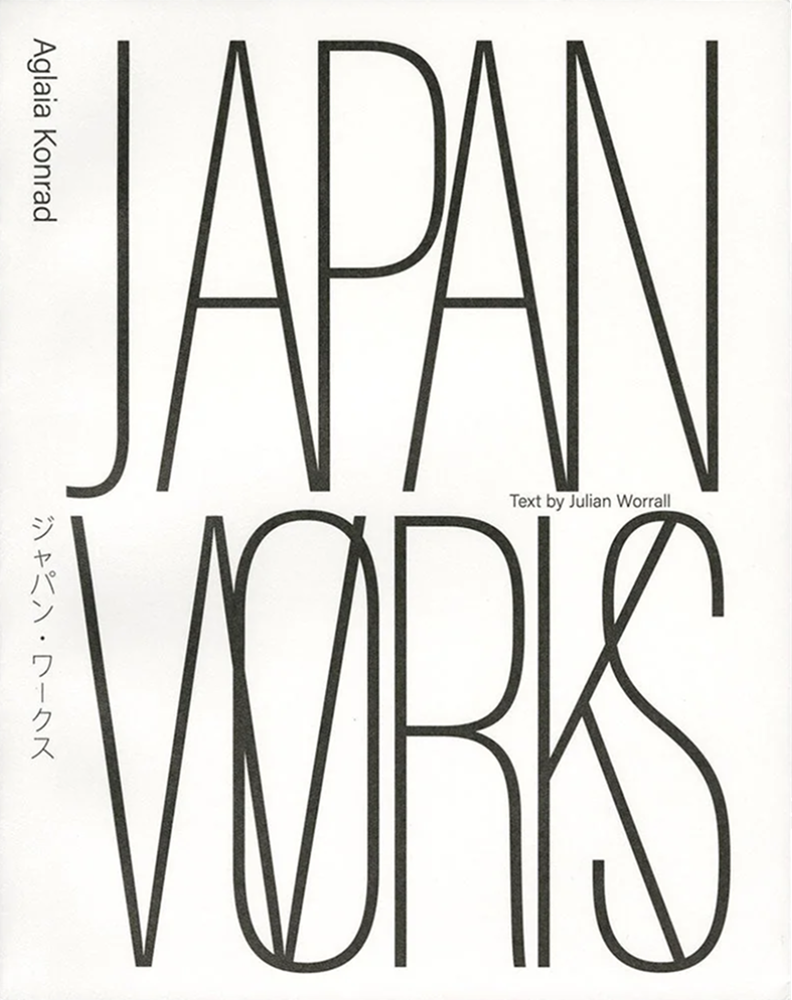 Aglaia Konrad
JAPAN
Text by Julian Worrall
WORKS
ジャパン・ワークス